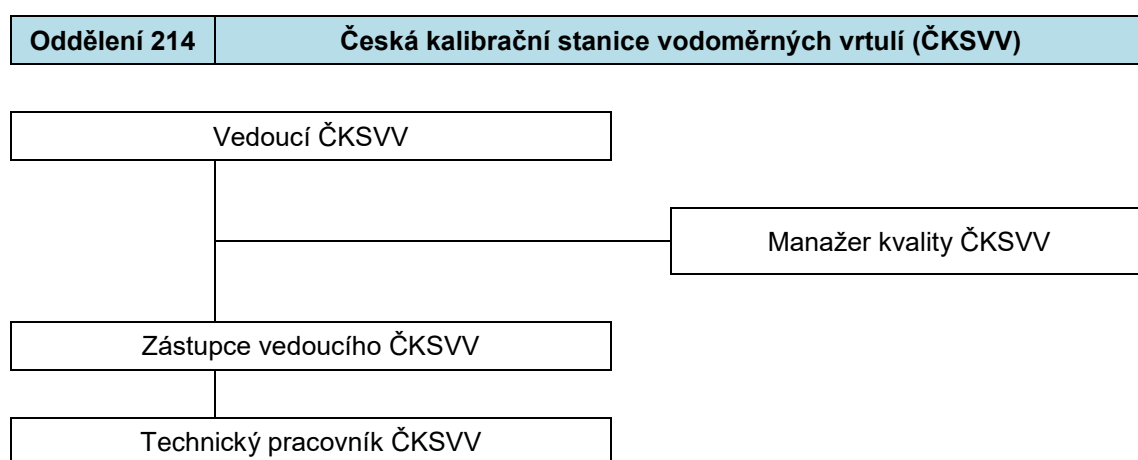 Oddělení 214 Česká kalibrační stanice vodoměrných vrtulí (ČKSVV)
Vedoucí ČKSVV
Manažer kvality ČKSVV
Zástupce vedoucího ČKSVV
Technický pracovník ČKSVV